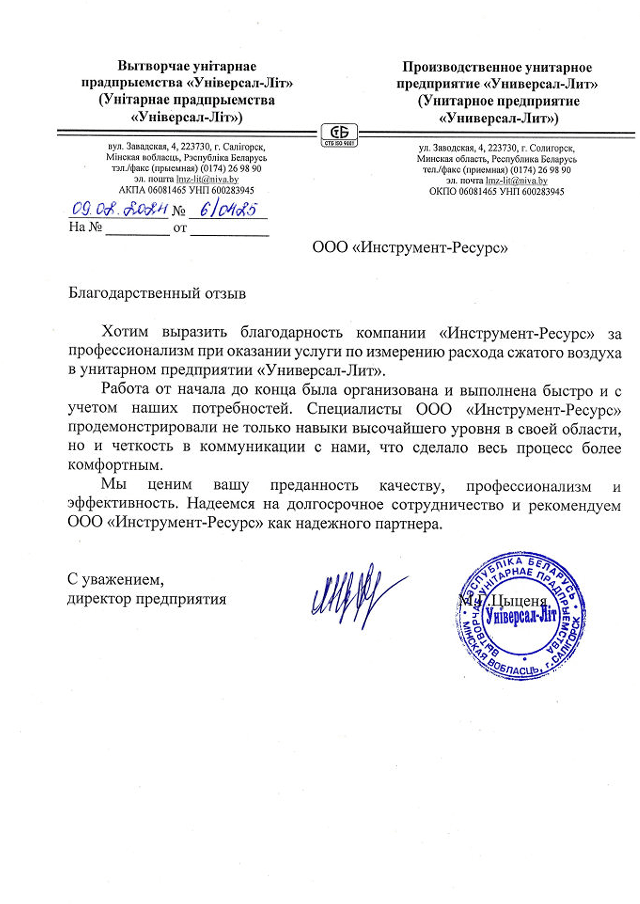 Вытворчае унітарнае
прадпрыемства «Універсал-Літ»
(Унітарнае прадпрыемства
«Універсал-Літ»)
вул. Завадская, 4, 223730, г. Салігорск,
Мінская вобласць, Рэспубліка Беларусь
тэл./факс (прыемная) (0174) 26 98 90
эл. пошта lmz-lit@niva.by
АКПА 06081465 УНП 600283945
Производственное унитарное
предприятие «Универсал-Лит»
(Унитарное предприятие
«Универсал-Лит»)
ул. Заводская, 4, 223730, г. Солигорск,
Минская область, Республика Беларусь
тел./факс (приемная) (0174) 26 98 90
эл. почта lmz-lit@niva.by
ОКПО 06081465 УНП 600283945
СТБ
СТБ ISO 9001
09.02.2024 № 6/0425
На № от
ООО «Инструмент-Ресурс»
Благодарственный отзыв
Хотим выразить благодарность компании «Инструмент-Ресурс» за
профессионализм при оказании услуги по измерению расхода сжатого воздуха
в унитарном предприятии «Универсал-Лит».
Работа от начала до конца была организована и выполнена быстро и с
учетом наших потребностей. Специалисты ООО «Инструмент-Ресурс»
продемонстрировали не только навыки высочайшего уровня в своей области,
но и четкость в коммуникации с нами, что сделало весь процесс более
комфортным.
Мы ценим вашу преданность качеству, профессионализм и
эффективность. Надеемся на долгосрочное сотрудничество и рекомендуем
ООО «Инструмент-Ресурс» как надежного партнера.
С уважением,
директор предприятия
Цыценя
РЭСПУБЛІКА БЕЛАРУСЬ
МІНСКАЯ ВОБЛАСЦЬ, г. САЛІГОРСК
ВЫТВОРЧАЕ УНІТАРНАЕ ПРАДПРЫЕМСТВА
Універсал-Літ